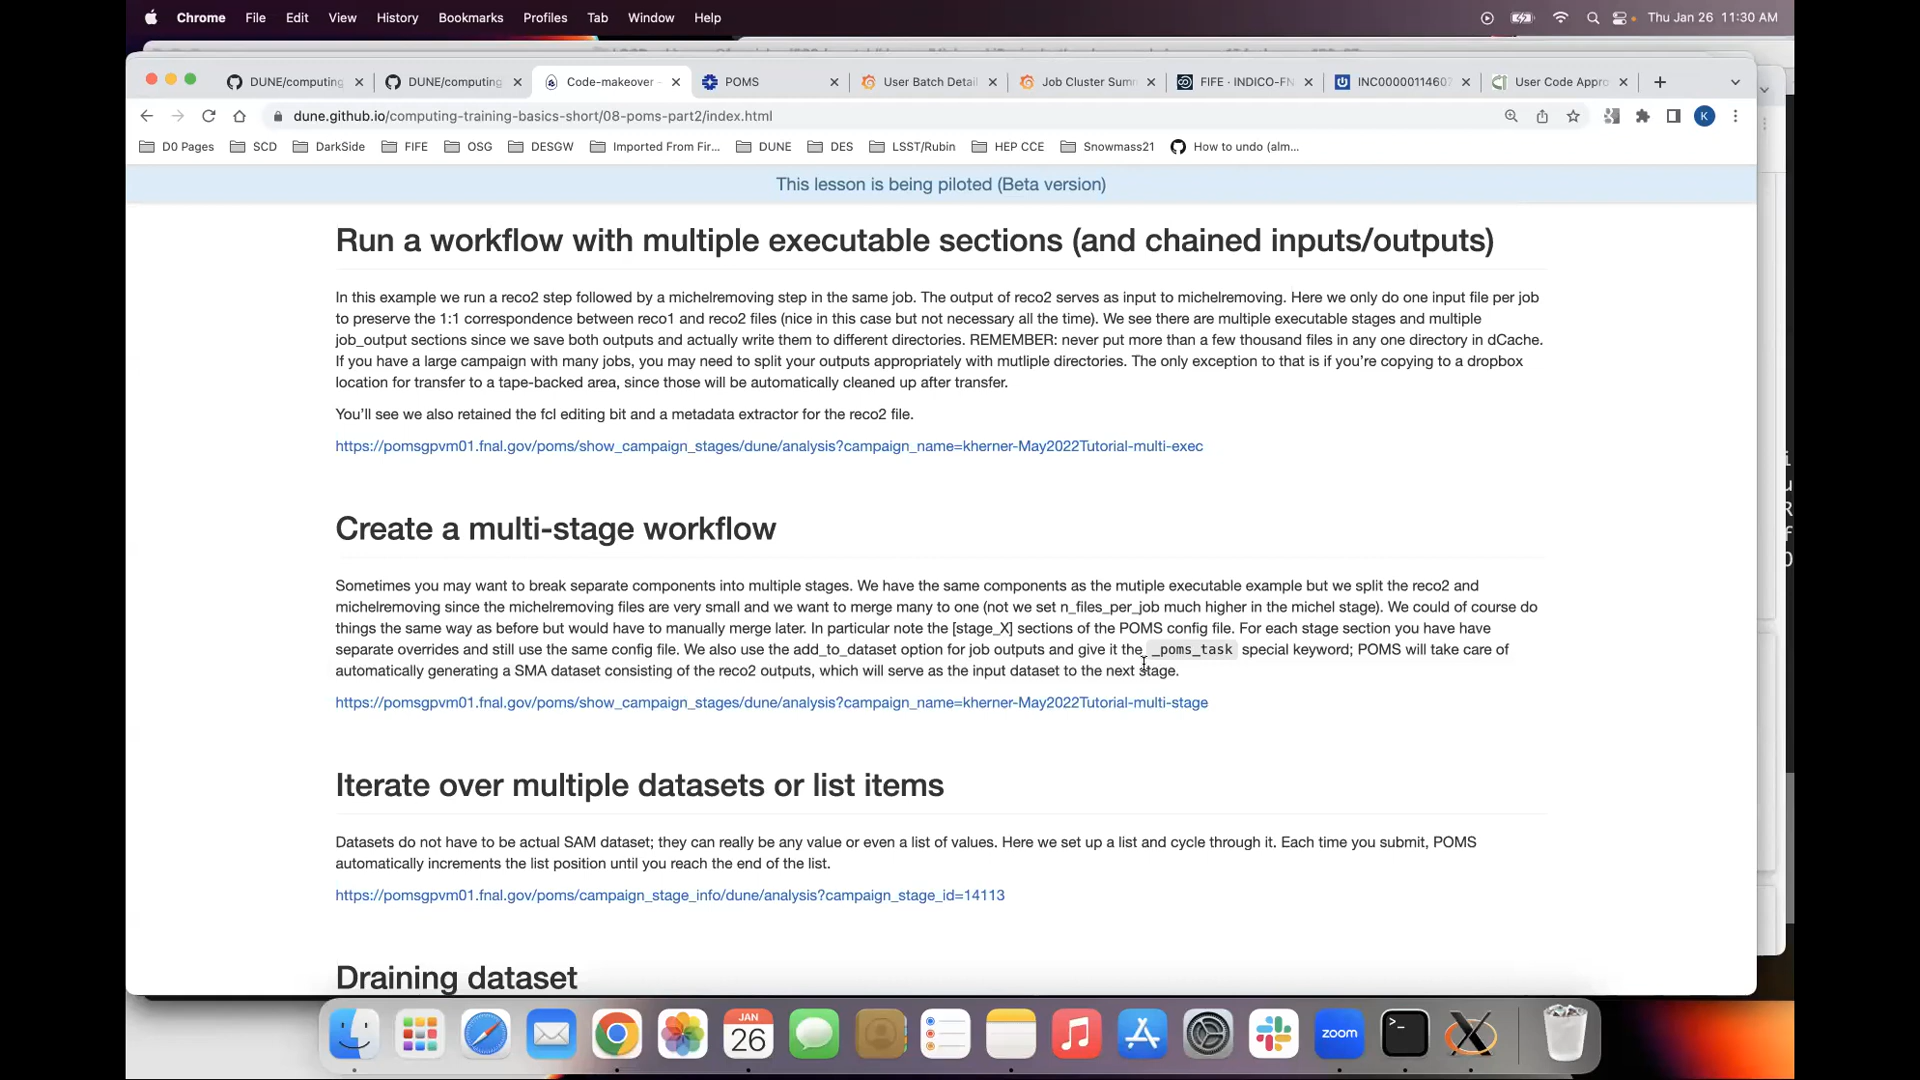 Chrome File Edit View History Bookmarks Profiles Tab Window Help Thu Jan 26 11:30 AM
DUNE/computing DUNE/computing Code-makeover - POMS User Batch Detail Job Cluster Summ FIFE · INDICO-FN INC00000114607 User Code Appro
dune.github.io/computing-training-basics-short/08-poms-part2/index.html K
D0 Pages SCD DarkSide FIFE OSG DESGW Imported From Fir... DUNE DES LSST/Rubin HEP CCE Snowmass21 How to undo (alm...
This lesson is being piloted (Beta version)
Run a workflow with multiple executable sections (and chained inputs/outputs)
In this example we run a reco2 step followed by a michelremoving step in the same job. The output of reco2 serves as input to michelremoving. Here we only do one input file per job
to preserve the 1:1 correspondence between reco1 and reco2 files (nice in this case but not necessary all the time). We see there are multiple executable stages and multiple
job_output sections since we save both outputs and actually write them to different directories. REMEMBER: never put more than a few thousand files in any one directory in dCache.
If you have a large campaign with many jobs, you may need to split your outputs appropriately with mutliple directories. The only exception to that is if you're copying to a dropbox
location for transfer to a tape-backed area, since those will be automatically cleaned up after transfer.
You'll see we also retained the fcl editing bit and a metadata extractor for the reco2 file.
https://pomsgpvm01.fnal.gov/poms/show_campaign_stages/dune/analysis?campaign_name=kherner-May2022Tutorial-multi-exec
Create a multi-stage workflow
Sometimes you may want to break separate components into multiple stages. We have the same components as the mutiple executable example but we split the reco2 and
michelremoving since the michelremoving files are very small and we want to merge many to one (not we set n_files_per_job much higher in the michel stage). We could of course do
things the same way as before but would have to manually merge later. In particular note the [stage_X] sections of the POMS config file. For each stage section you have have
separate overrides and still use the same config file. We also use the add_to_dataset option for job outputs and give it the _poms_task special keyword; POMS will take care of
automatically generating a SMA dataset consisting of the reco2 outputs, which will serve as the input dataset to the next stage.
https://pomsgpvm01.fnal.gov/poms/show_campaign_stages/dune/analysis?campaign_name=kherner-May2022Tutorial-multi-stage
Iterate over multiple datasets or list items
Datasets do not have to be actual SAM dataset; they can really be any value or even a list of values. Here we set up a list and cycle through it. Each time you submit, POMS
automatically increments the list position until you reach the end of the list.
https://pomsgpvm01.fnal.gov/poms/campaign_stage_info/dune/analysis?campaign_stage_id=14113
Draining dataset
JAN
26
zoom